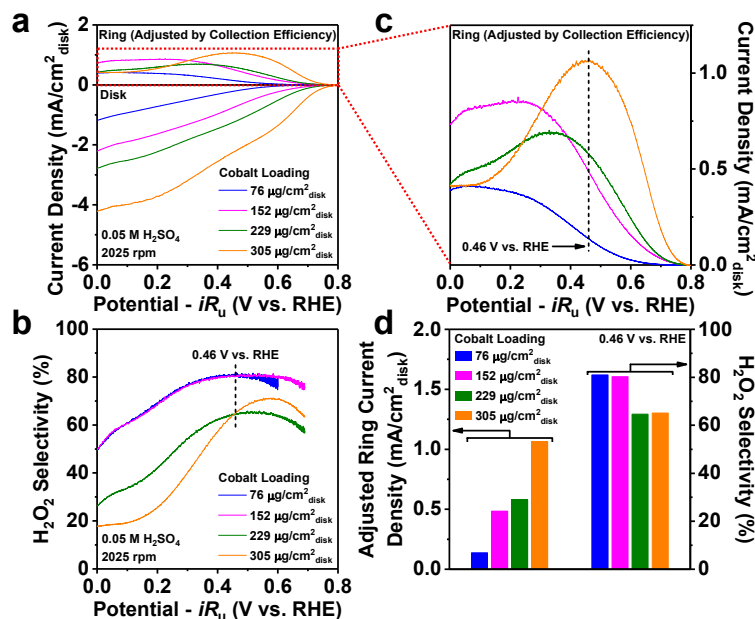 a
Ring (Adjusted by Collection Efficiency)
Disk
Cobalt Loading
76 μg/cm²disk
152 μg/cm²disk
229 μg/cm²disk
305 μg/cm²disk
0.05 M H₂SO₄
2025 rpm
1
0
-2
-4
-6
0.0 0.2 0.4 0.6 0.8
Current Density (mA/cm²disk)
Potential - iRᵤ (V vs. RHE)
c
Ring (Adjusted by Collection Efficiency)
0.46 V vs. RHE
1.0
0.5
0.0
0.0 0.2 0.4 0.6 0.8
Current Density (mA/cm²disk)
Potential - iRᵤ (V vs. RHE)
b
0.46 V vs. RHE
Cobalt Loading
76 μg/cm²disk
152 μg/cm²disk
229 μg/cm²disk
305 μg/cm²disk
0.05 M H₂SO₄
2025 rpm
100
80
60
40
20
0
0.0 0.2 0.4 0.6 0.8
H₂O₂ Selectivity (%)
Potential - iRᵤ (V vs. RHE)
d
Cobalt Loading
76 μg/cm²disk
152 μg/cm²disk
229 μg/cm²disk
305 μg/cm²disk
0.46 V vs. RHE
2.0
1.5
1.0
0.5
0.0
100
80
60
40
20
0
Adjusted Ring Current
Density (mA/cm²disk)
H₂O₂ Selectivity (%)